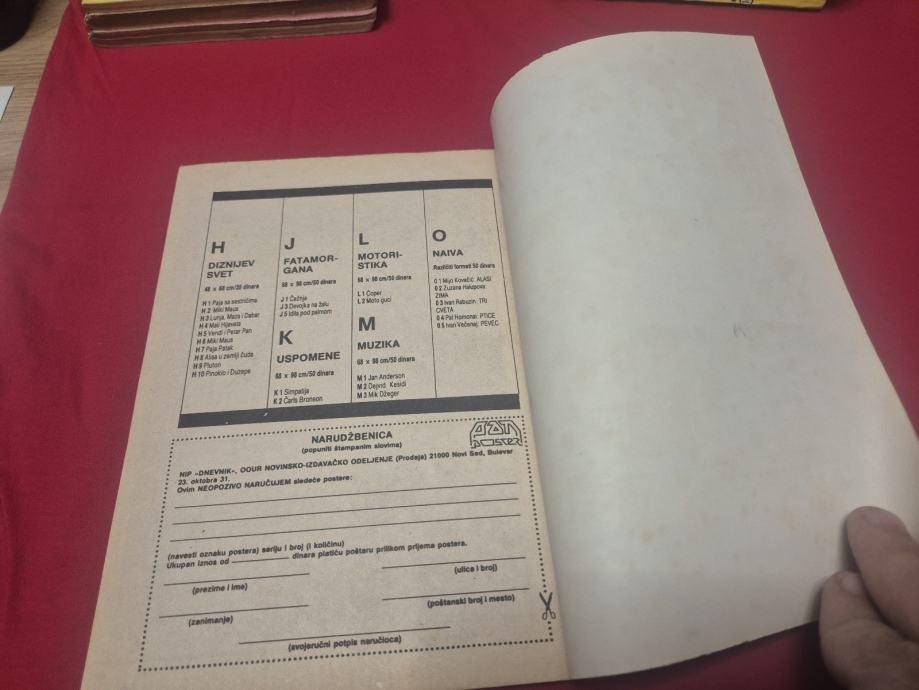 H
DIZNIJEV
SVET
48 x 68 cm/25 dinara
H 1 Paja sa sestrićima
H 2 Miki Maus
H 3 Lunja, Maza i Dabar
H 4 Mali Hijavata
H 5 Vendi i Petar Pan
H 6 Miki Maus
H 7 Paja Patak
H 8 Alisa u zemlji čuda
H 9 Pluton
H 10 Pinokio i Duzepe
J
FATAMOR-
GANA
68 x 98 cm/50 dinara
J 1 Čežnja
J 3 Devojka na žalu
J 5 Idila pod palmom
K
USPOMENE
68 x 98 cm/50 dinara
K 1 Simpatija
K 2 Čarls Bronson
L
MOTORI-
STIKA
68 x 98 cm/50 dinara
L 1 Čoper
L 2 Moto guci
M
MUZIKA
68 x 98 cm/50 dinara
M 1 Jan Anderson
M 2 Dejvid Kesidi
M 3 Mik Džeger
O
NAIVA
Različiti formati 50 dinara
O 1 Mijo Kovačić: ALASI
O 2 Zuzana Halupova:
ZIMA
O 3 Ivan Rabuzin: TRI
CVETA
O 4 Pal Homonai: PTICE
O 5 Ivan Večenaj: PEVEC
NARUDŽBENICA
(popuniti štampanim slovima)
PAN
POSTER
NIP »DNEVNIK«, OOUR NOVINSKO-IZDAVAČKO ODELJENJE (Prodaja) 21000 Novi Sad, Bulevar
23. oktobra 31.
Ovim NEOPOZIVO NARUČUJEM sledeće postere:
(navesti oznaku postera) seriju i broj (i količinu)
Ukupan iznos od dinara platiću poštaru prilikom prijema postera.
(prezime i ime)
(ulica i broj)
(zanimanje)
(poštanski broj i mesto)
(svojeručni potpis naručioca)